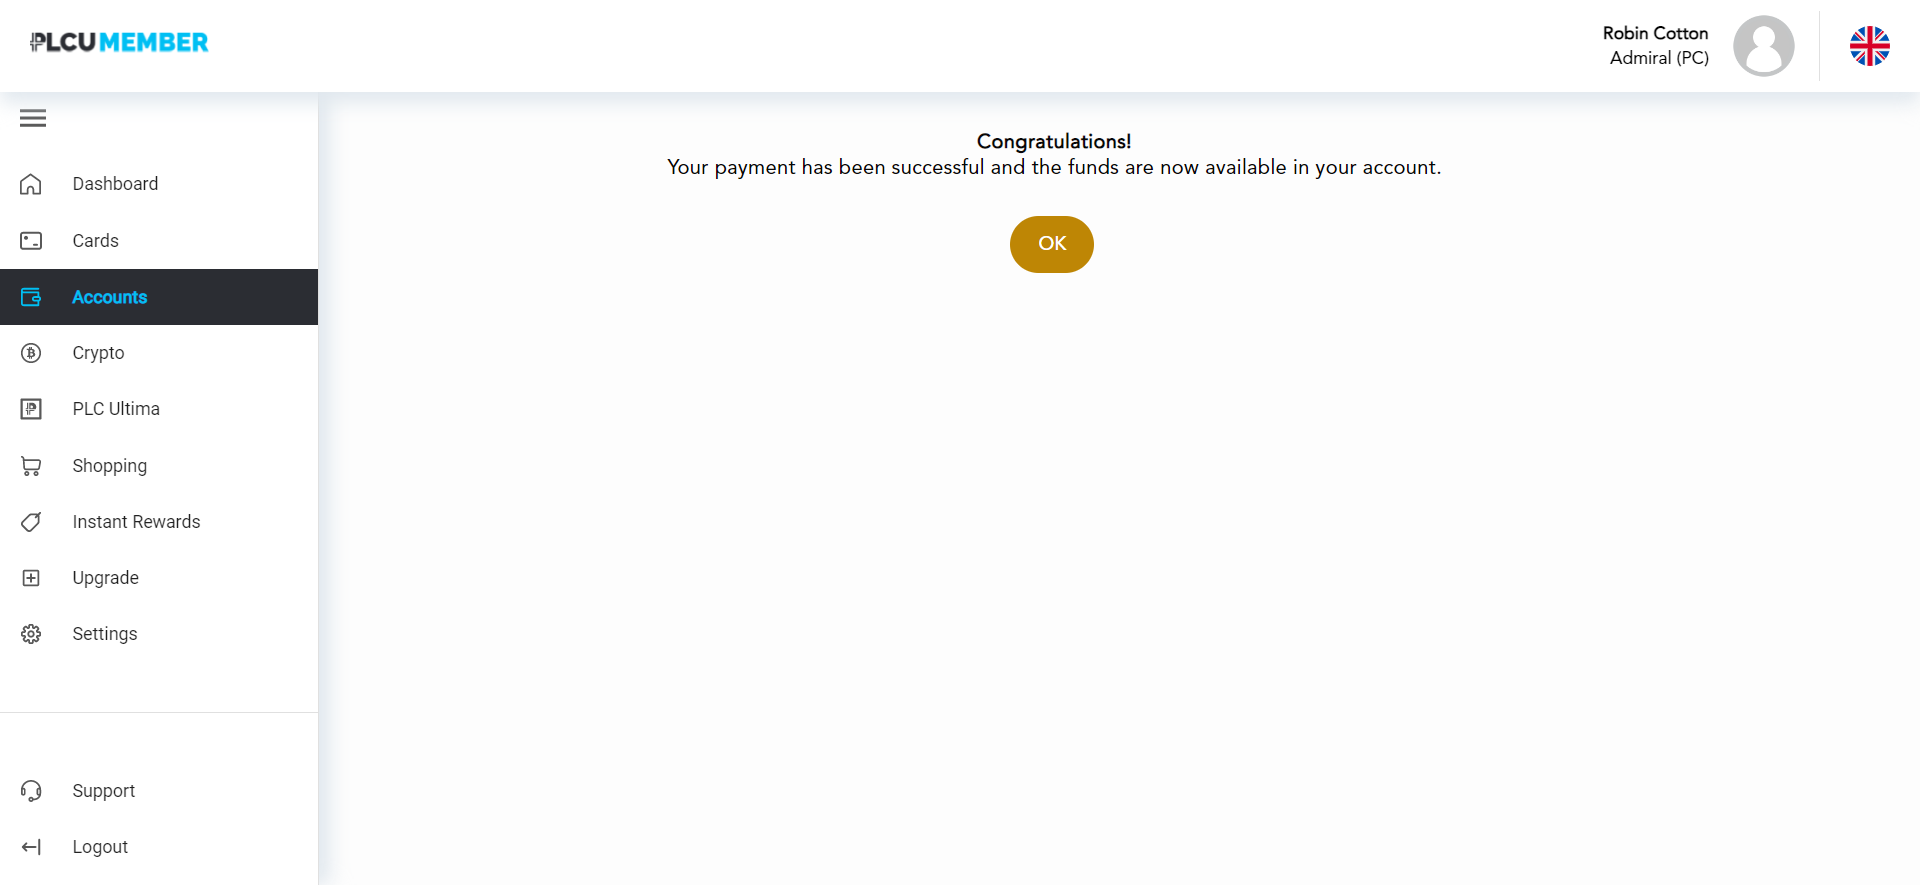 PLCU MEMBER
Robin Cotton
Admiral (PC)
Dashboard
Cards
Accounts
Crypto
PLC Ultima
Shopping
Instant Rewards
Upgrade
Settings
Support
Logout
Congratulations!
Your payment has been successful and the funds are now available in your account.
OK